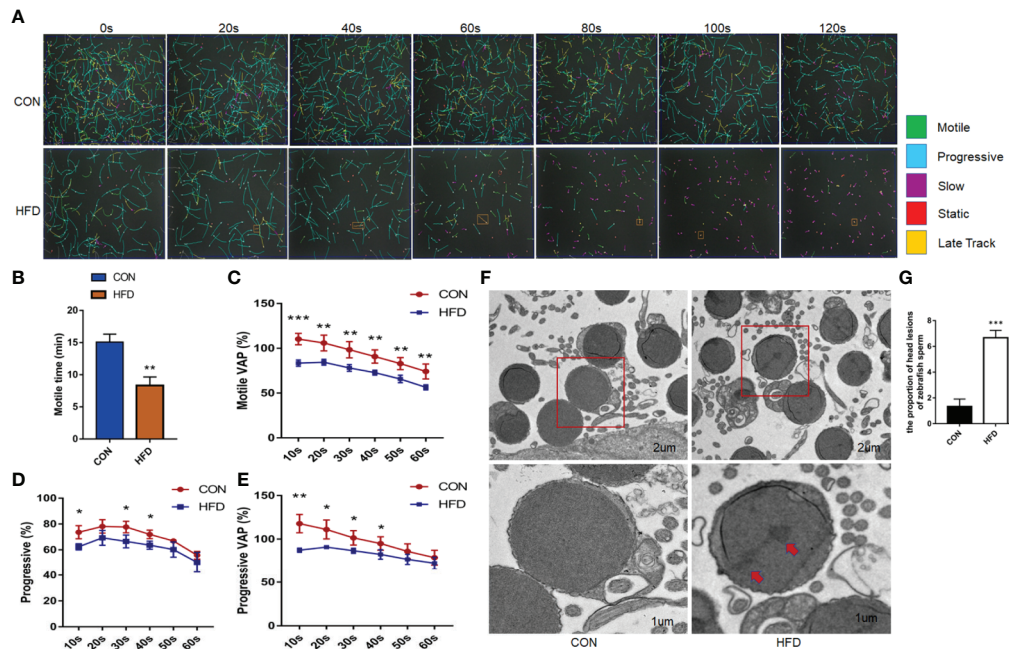 A
0s 20s 40s 60s 80s 100s 120s
CON
HFD
Motile
Progressive
Slow
Static
Late Track
B
CON
HFD
Motile time (min)
20
15
10
5
0
**
CON HFD
C
CON
HFD
Motile VAP (%)
150
100
50
0
*** ** ** ** ** **
10s 20s 30s 40s 50s 60s
D
CON
HFD
Progressive (%)
100
80
60
40
20
0
* * *
10s 20s 30s 40s 50s 60s
E
CON
HFD
Progressive VAP (%)
150
100
50
0
** * * *
10s 20s 30s 40s 50s 60s
F
2um 2um
1um 1um
CON HFD
G
the proportion of head lesions
of zebrafish sperm
8
6
4
2
0
***
CON HFD